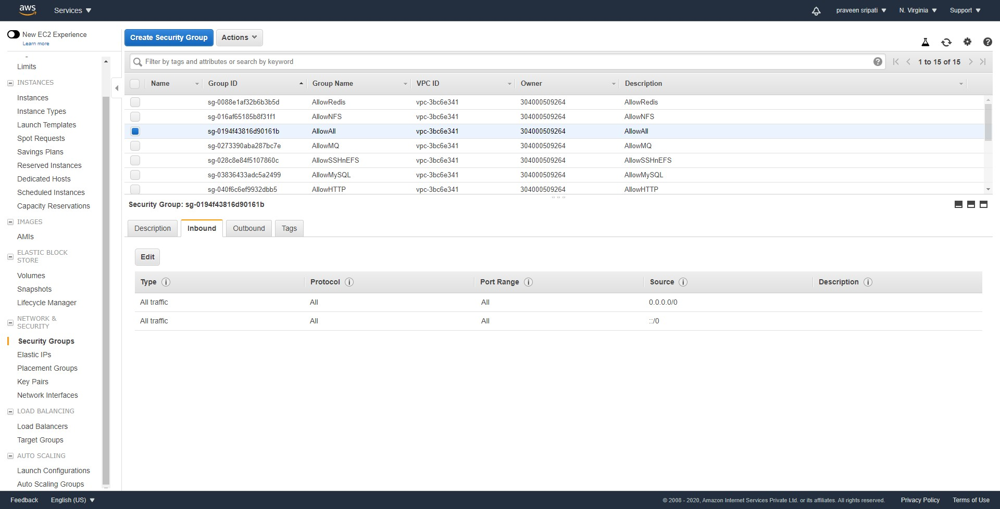 aws
Services
praveen sripati
N. Virginia
Support
New EC2 Experience
Learn more
Limits
INSTANCES
Instances
Instance Types
Launch Templates
Spot Requests
Savings Plans
Reserved Instances
Dedicated Hosts
Scheduled Instances
Capacity Reservations
IMAGES
AMIs
ELASTIC BLOCK
STORE
Volumes
Snapshots
Lifecycle Manager
NETWORK &
SECURITY
Security Groups
Elastic IPs
Placement Groups
Key Pairs
Network Interfaces
LOAD BALANCING
Load Balancers
Target Groups
AUTO SCALING
Launch Configurations
Auto Scaling Groups
Create Security Group Actions
Filter by tags and attributes or search by keyword
1 to 15 of 15
Name Group ID Group Name VPC ID Owner Description
sg-0088e1af32b6b3b5d AllowRedis vpc-3bc6e341 304000509264 AllowRedis
sg-016af65185b8f31f1 AllowNFS vpc-3bc6e341 304000509264 AllowNFS
sg-0194f43816d90161b AllowAll vpc-3bc6e341 304000509264 AllowAll
sg-0273390aba287bc7e AllowMQ vpc-3bc6e341 304000509264 AllowMQ
sg-028c8e84f5107860c AllowSSHnEFS vpc-3bc6e341 304000509264 AllowSSHnEFS
sg-03836433adc5a2499 AllowMySQL vpc-3bc6e341 304000509264 AllowMySQL
sg-040f6c6ef9932dbb5 AllowHTTP vpc-3bc6e341 304000509264 AllowHTTP
Security Group: sg-0194f43816d90161b
Description Inbound Outbound Tags
Edit
Type Protocol Port Range Source Description
All traffic All All 0.0.0.0/0
All traffic All All ::/0
Feedback English (US)
© 2008 - 2020, Amazon Internet Services Private Ltd. or its affiliates. All rights reserved. Privacy Policy Terms of Use